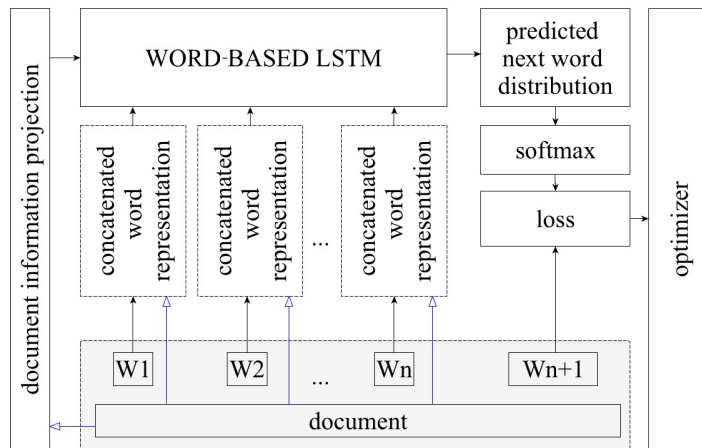 document information projection
WORD-BASED LSTM
predicted
next word
distribution
concatenated
word
representation
concatenated
word
representation
...
concatenated
word
representation
softmax
loss
optimizer
W1
W2
...
Wn
Wn+1
document